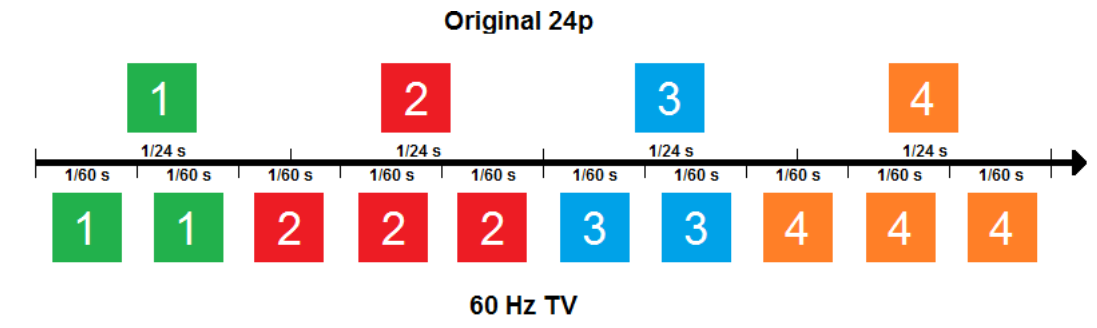 Original 24p
1 2 3 4
1/24 s 1/24 s 1/24 s 1/24 s
1/60 s 1/60 s 1/60 s 1/60 s 1/60 s 1/60 s 1/60 s 1/60 s 1/60 s 1/60 s
1 1 2 2 2 3 3 4 4 4
60 Hz TV